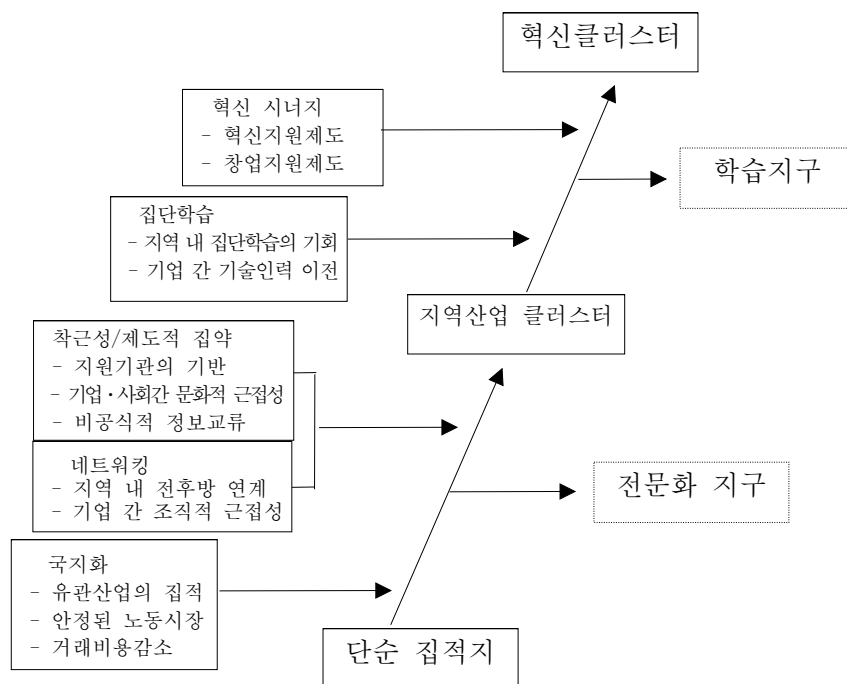 혁신클러스터
혁신 시너지
- 혁신지원제도
- 창업지원제도
학습지구
집단학습
- 지역 내 집단학습의 기회
- 기업 간 기술인력 이전
지역산업 클러스터
착근성/제도적 집약
- 지원기관의 기반
- 기업·사회간 문화적 근접성
- 비공식적 정보교류
네트워킹
- 지역 내 전후방 연계
- 기업 간 조직적 근접성
전문화 지구
국지화
- 유관산업의 집적
- 안정된 노동시장
- 거래비용감소
단순 집적지